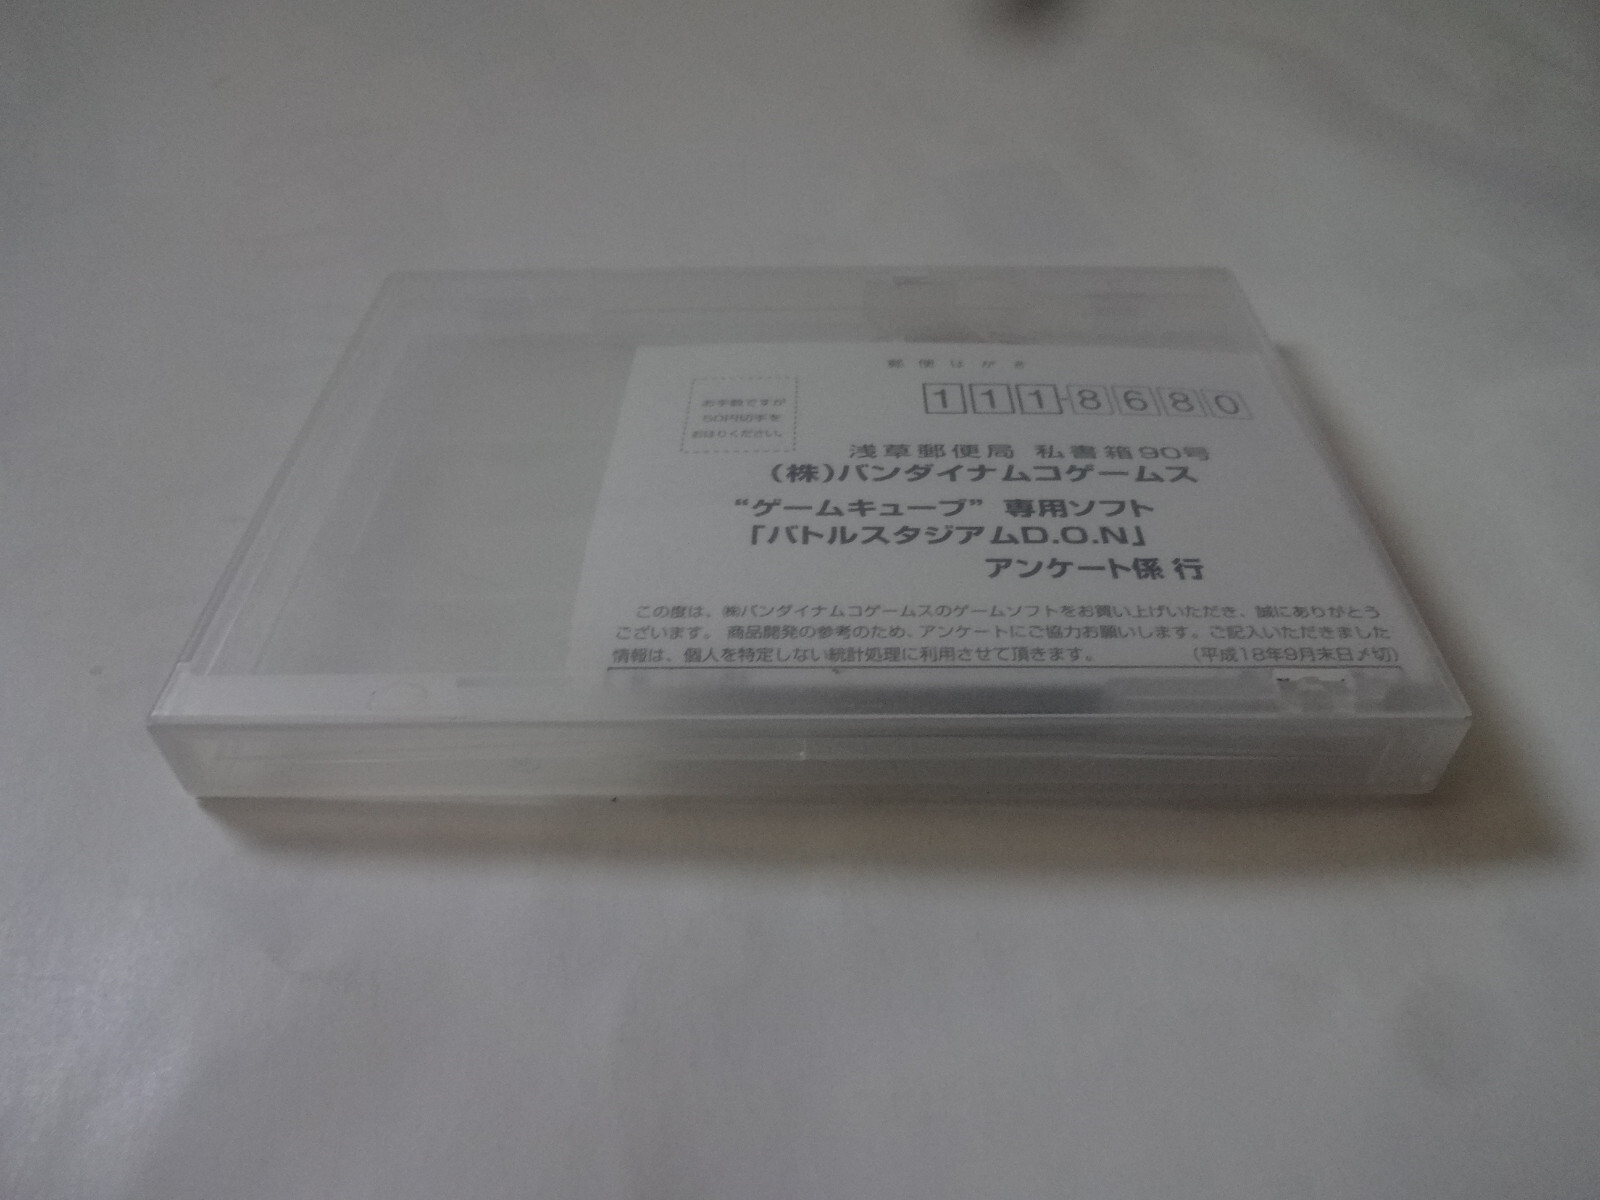 郵便はがき
お手数ですが
50円切手を
おはりください。
1118680
浅草郵便局 私書箱90号
(株)バンダイナムコゲームス
“ゲームキューブ” 専用ソフト
「バトルスタジアムD.O.N」
アンケート係 行
この度は、㈱バンダイナムコゲームスのゲームソフトをお買い上げいただき、誠にありがとう
ございます。 商品開発の参考のため、アンケートにご協力お願いします。ご記入いただきました
情報は、個人を特定しない統計処理に利用させて頂きます。 (平成18年9月末日〆切)